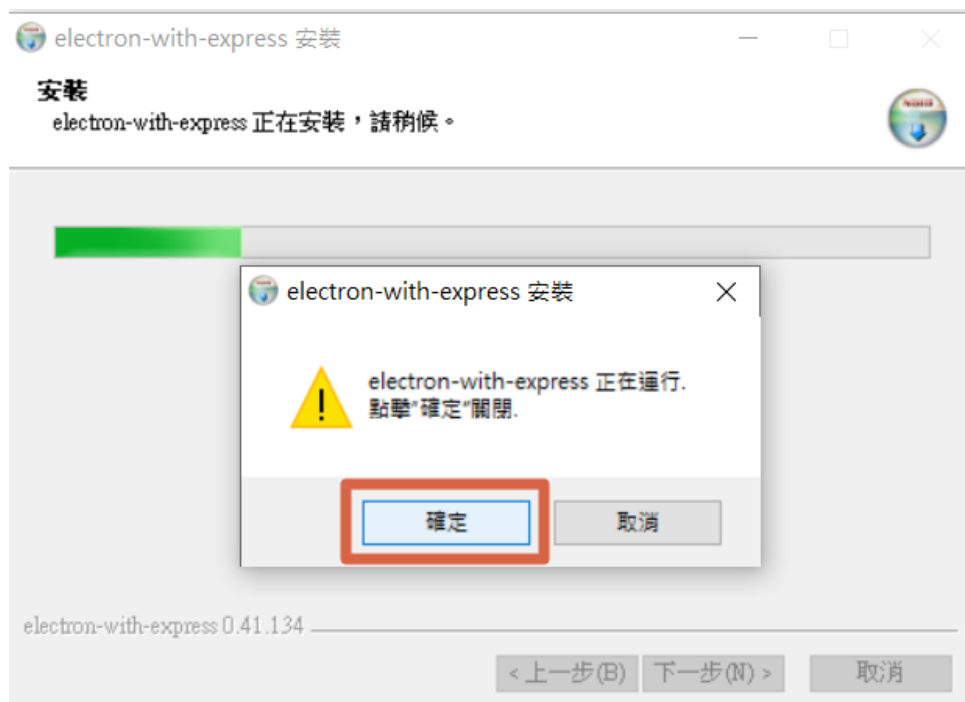 electron-with-express 安裝
安裝
electron-with-express 正在安裝，請稍候。
electron-with-express 安裝
electron-with-express 正在運行.
點擊"確定"關閉.
確定
取消
electron-with-express 0.41.134
< 上一步(B)
下一步(N) >
取消